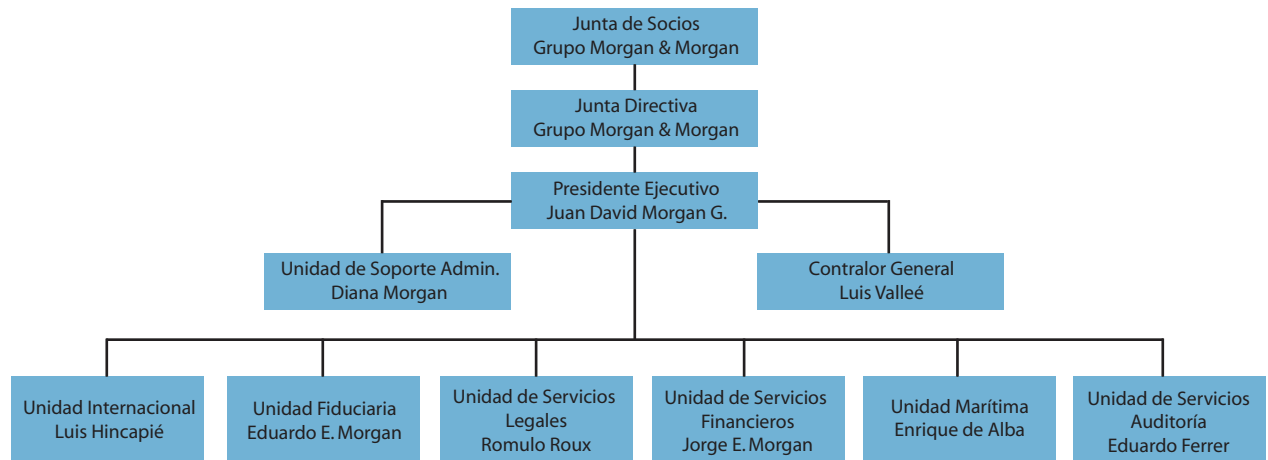 Junta de Socios
Grupo Morgan & Morgan
Junta Directiva
Grupo Morgan & Morgan
Presidente Ejecutivo
Juan David Morgan G.
Unidad de Soporte Admin.
Diana Morgan
Contralor General
Luis Valleé
Unidad Internacional
Luis Hincapié
Unidad Fiduciaria
Eduardo E. Morgan
Unidad de Servicios
Legales
Romulo Roux
Unidad de Servicios
Financieros
Jorge E. Morgan
Unidad Marítima
Enrique de Alba
Unidad de Servicios
Auditoría
Eduardo Ferrer